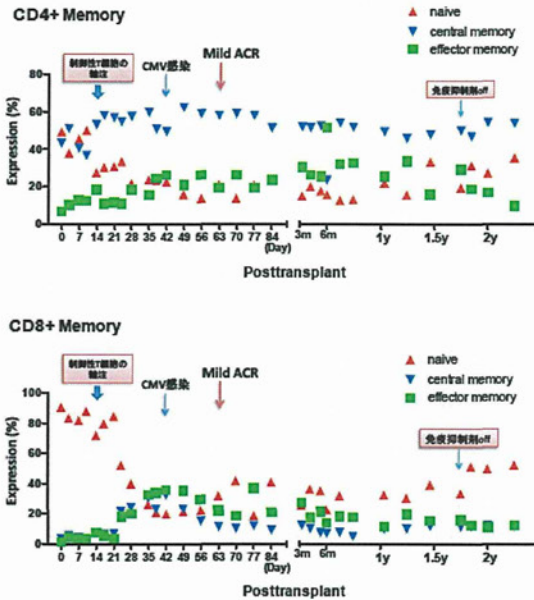 CD4+ Memory
naive
central memory
effector memory
制御性T細胞の
輸注
CMV感染
Mild ACR
免疫抑制剤off
Expression (%)
80
60
40
20
0
0 7 14 21 28 35 42 49 56 63 70 77 84 3m 6m 1y 1.5y 2y
(Day)
Posttransplant
CD8+ Memory
naive
central memory
effector memory
制御性T細胞の
輸注
CMV感染
Mild ACR
免疫抑制剤off
Expression (%)
100
80
60
40
20
0
0 7 14 21 28 35 42 49 56 63 70 77 84 3m 6m 1y 1.5y 2y
(Day)
Posttransplant